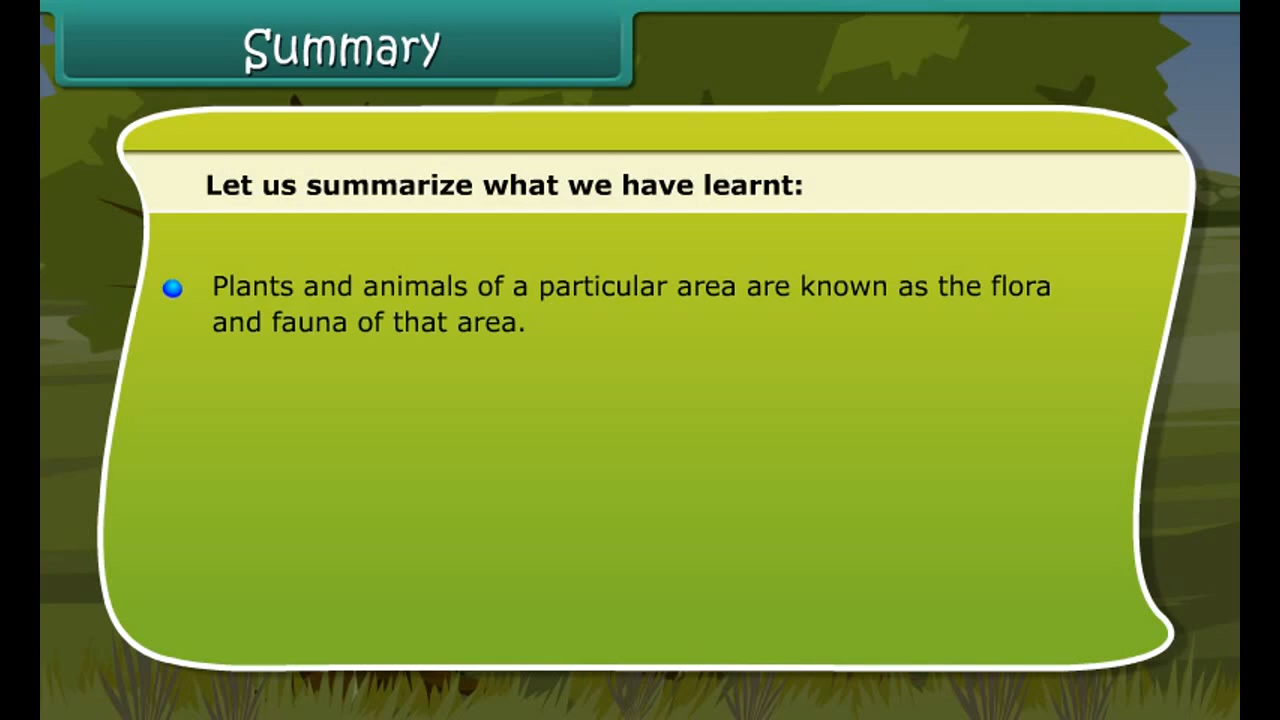 Summary
Let us summarize what we have learnt:
Plants and animals of a particular area are known as the flora
and fauna of that area.